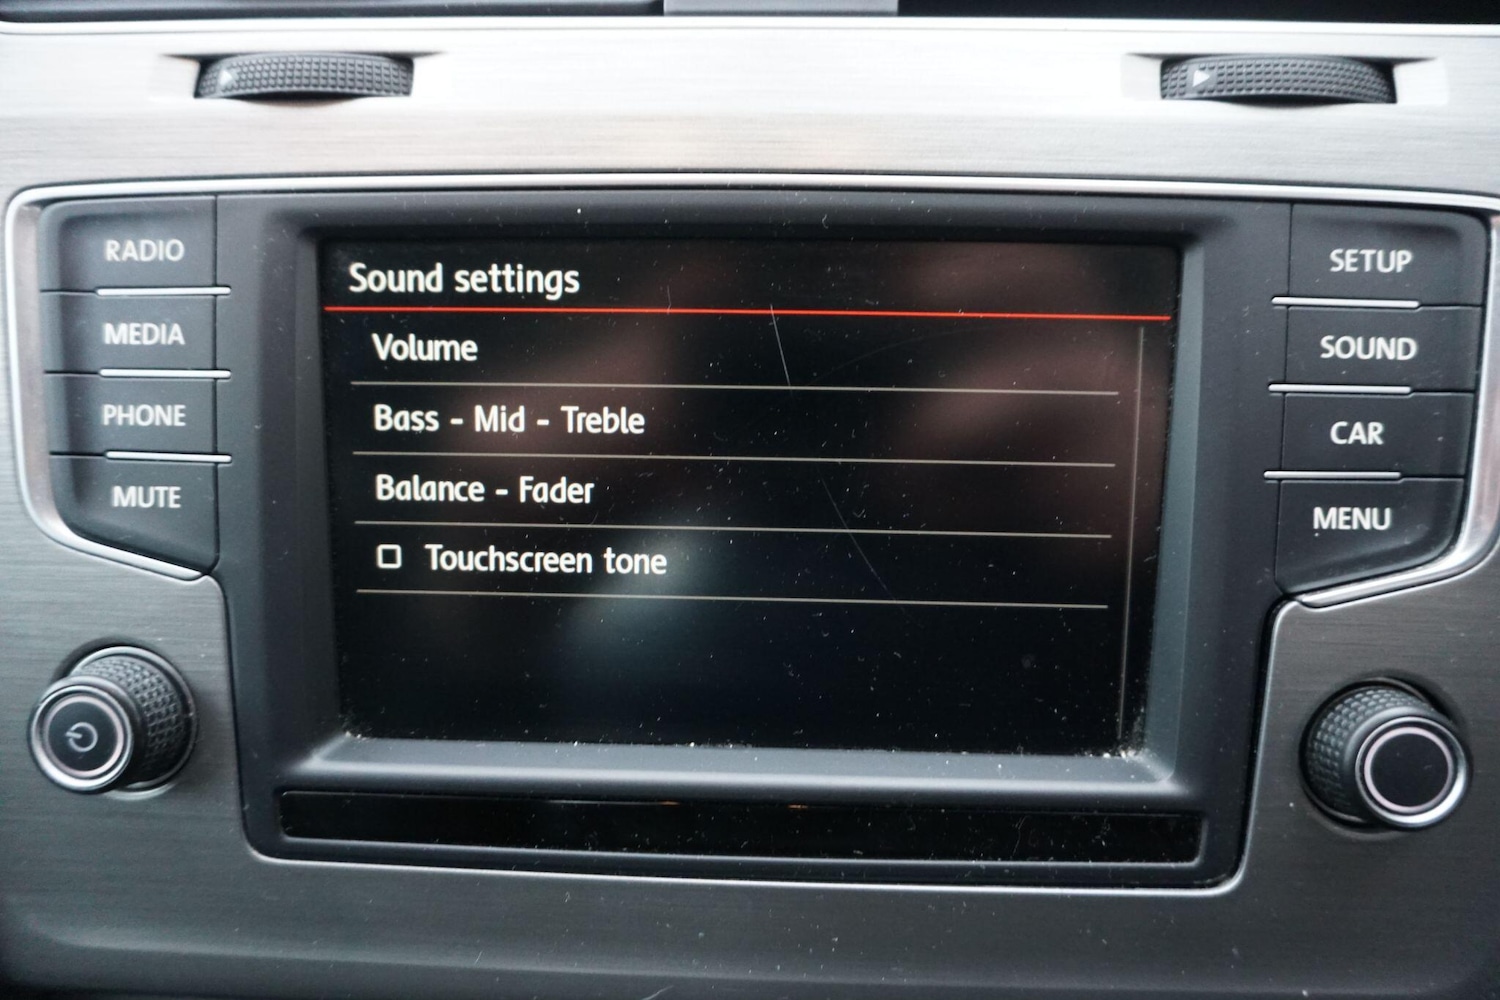 RADIO
MEDIA
PHONE
MUTE
Sound settings
Volume
Bass - Mid - Treble
Balance - Fader
Touchscreen tone
SETUP
SOUND
CAR
MENU